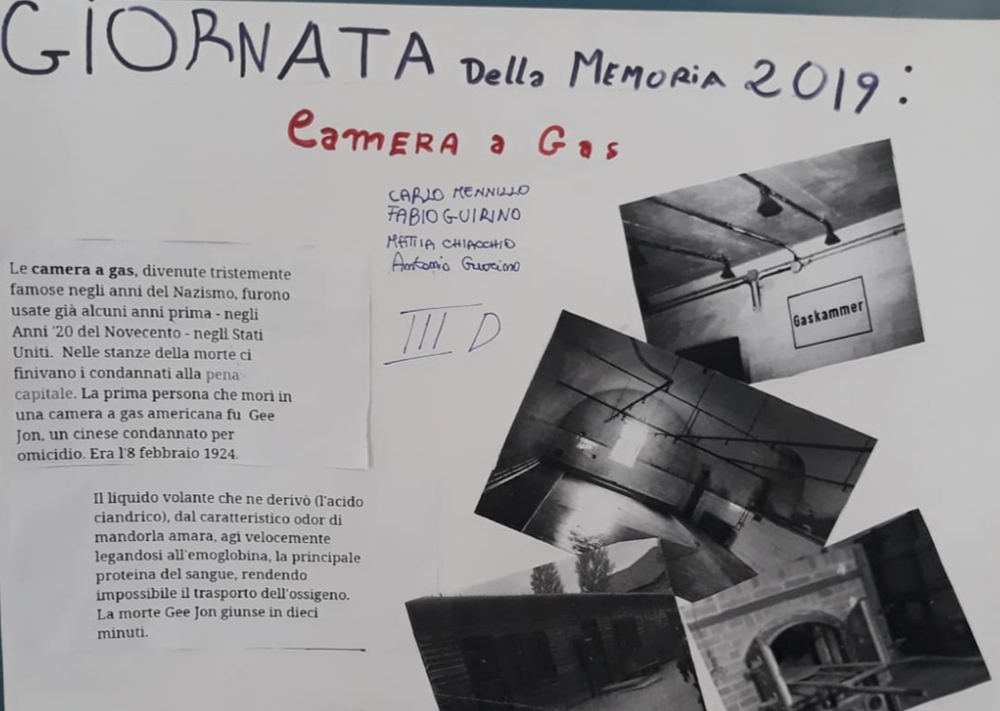 GIORNATA Della MEMORIA 2019:
CAMERA a Gas
CARLO MENNILLO
FABIO GUIRINO
MATTIA CHIACCHIO
Antonio
III D
Gaskammer
Le camera a gas, divenute tristemente
famose negli anni del Nazismo, furono
usate già alcuni anni prima - negli
Anni '20 del Novecento - negli Stati
Uniti. Nelle stanze della morte ci
finivano i condannati alla pena
capitale. La prima persona che morì in
una camera a gas americana fu Gee
Jon, un cinese condannato per
omicidio. Era l'8 febbraio 1924.
Il liquido volante che ne derivò (l'acido
ciandrico), dal caratteristico odor di
mandorla amara, agì velocemente
legandosi all'emoglobina, la principale
proteina del sangue, rendendo
impossibile il trasporto dell'ossigeno.
La morte Gee Jon giunse in dieci
minuti.